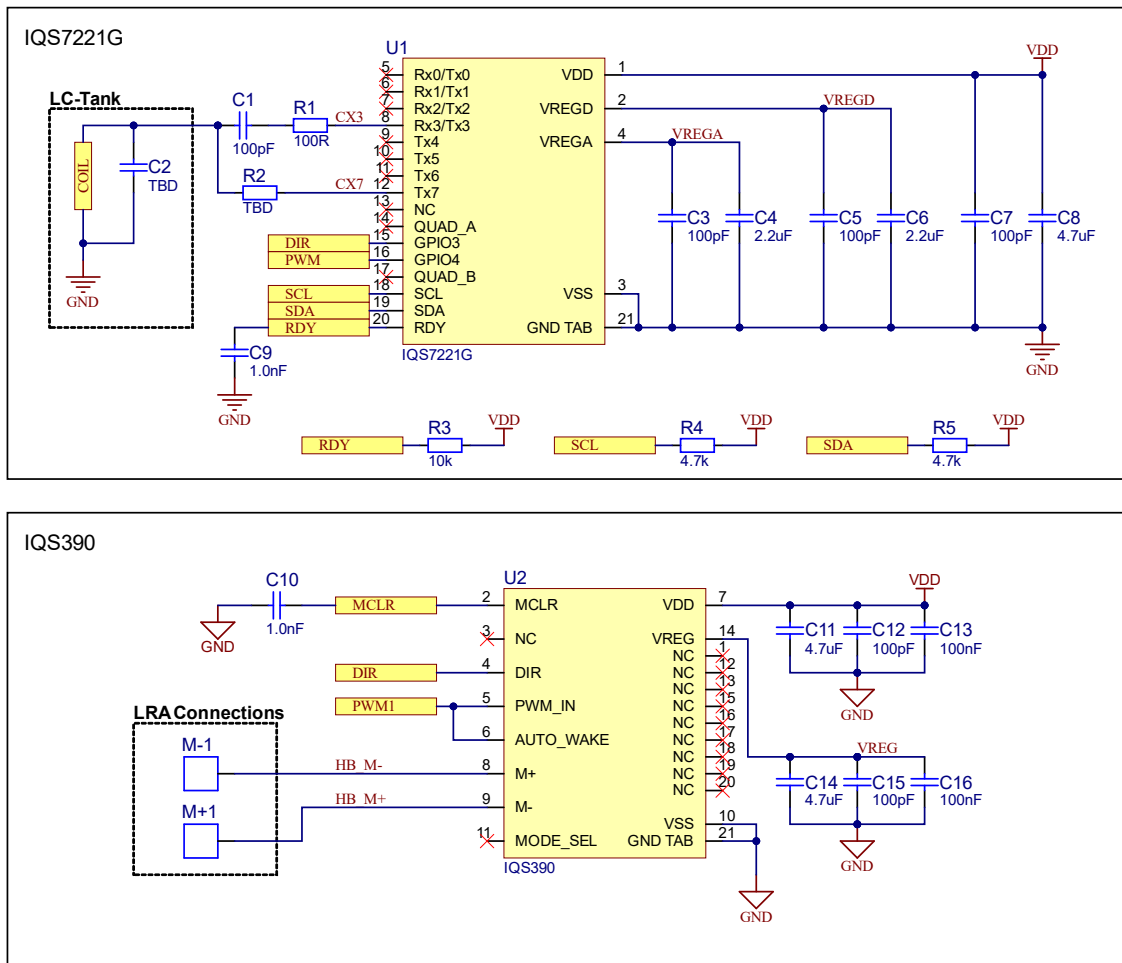 IQS7221G
LC-Tank
COIL
C2
TBD
GND
C1
100pF
R1
100R
CX3
R2
TBD
CX7
U1
5 Rx0/Tx0
6 Rx1/Tx1
7 Rx2/Tx2
8 Rx3/Tx3
9 Tx4
10 Tx5
11 Tx6
12 Tx7
13 NC
14 QUAD_A
DIR 15 GPIO3
PWM 16 GPIO4
17 QUAD_B
SCL 18 SCL
SDA 19 SDA
RDY 20 RDY
VDD 1
VREGD 2
VREGA 4
VSS 3
GND TAB 21
IQS7221G
C9
1.0nF
GND
VREGA
VREGD
VDD
C3
100pF
C4
2.2uF
C5
100pF
C6
2.2uF
C7
100pF
C8
4.7uF
GND
RDY
R3
10k
VDD
SCL
R4
4.7k
VDD
SDA
R5
4.7k
VDD
IQS390
C10
1.0nF
GND
MCLR
DIR
PWM1
LRA Connections
M-1
M+1
HB_M-
HB_M+
U2
2 MCLR
3 NC
4 DIR
5 PWM_IN
6 AUTO_WAKE
8 M+
9 M-
11 MODE_SEL
VDD 7
VREG 14
NC 1
NC 12
NC 13
NC 15
NC 16
NC 17
NC 18
NC 19
NC 20
VSS 10
GND TAB 21
IQS390
VDD
C11
4.7uF
C12
100pF
C13
100nF
GND
VREG
C14
4.7uF
C15
100pF
C16
100nF
GND
GND